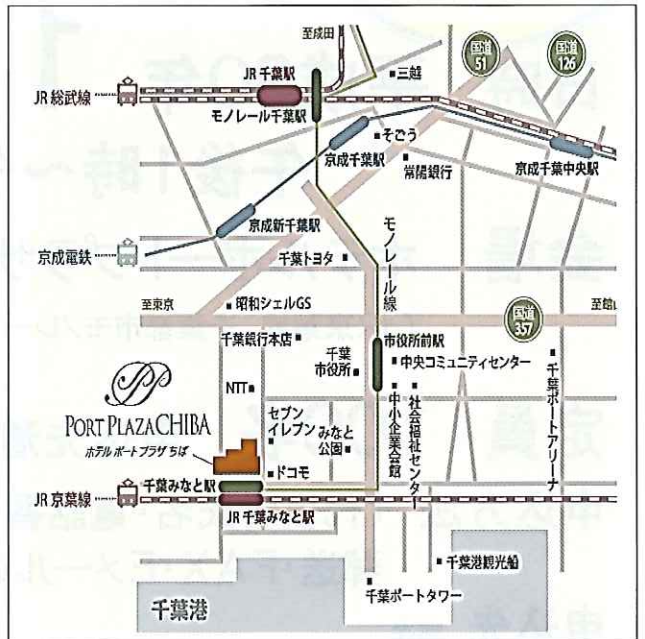 至成田
国道
51
国道
126
JR 千葉駅
三越
JR 総武線
モノレール千葉駅
そごう
京成千葉駅
常陽銀行
京成千葉中央駅
京成新千葉駅
京成電鉄
千葉トヨタ
モノレール線
至東京
昭和シェルGS
国道
357
至館山
千葉銀行本店
市役所前駅
千葉
市役所
中央コミュニティセンター
NTT
PORT PLAZA CHIBA
ホテル ポートプラザ ちば
セブン
イレブン
みなと
公園
中小企業会館
社会福祉センター
千葉ポートアリーナ
ドコモ
千葉みなと駅
JR 京葉線
JR 千葉みなと駅
千葉港観光船
千葉ポートタワー
千葉港